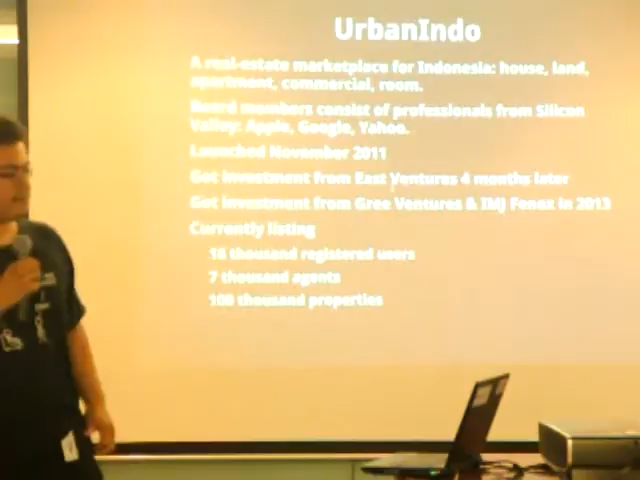 UrbanIndo
A real-estate marketplace for Indonesia: house, land,
apartment, commercial, room.
Board members consist of professionals from Silicon
Valley: Apple, Google, Yahoo.
Launched November 2011
Got investment from East Ventures 4 months later
Got investment from Gree Ventures & IMJ Fenox in 2013
Currently listing
16 thousand registered users
7 thousand agents
100 thousand properties